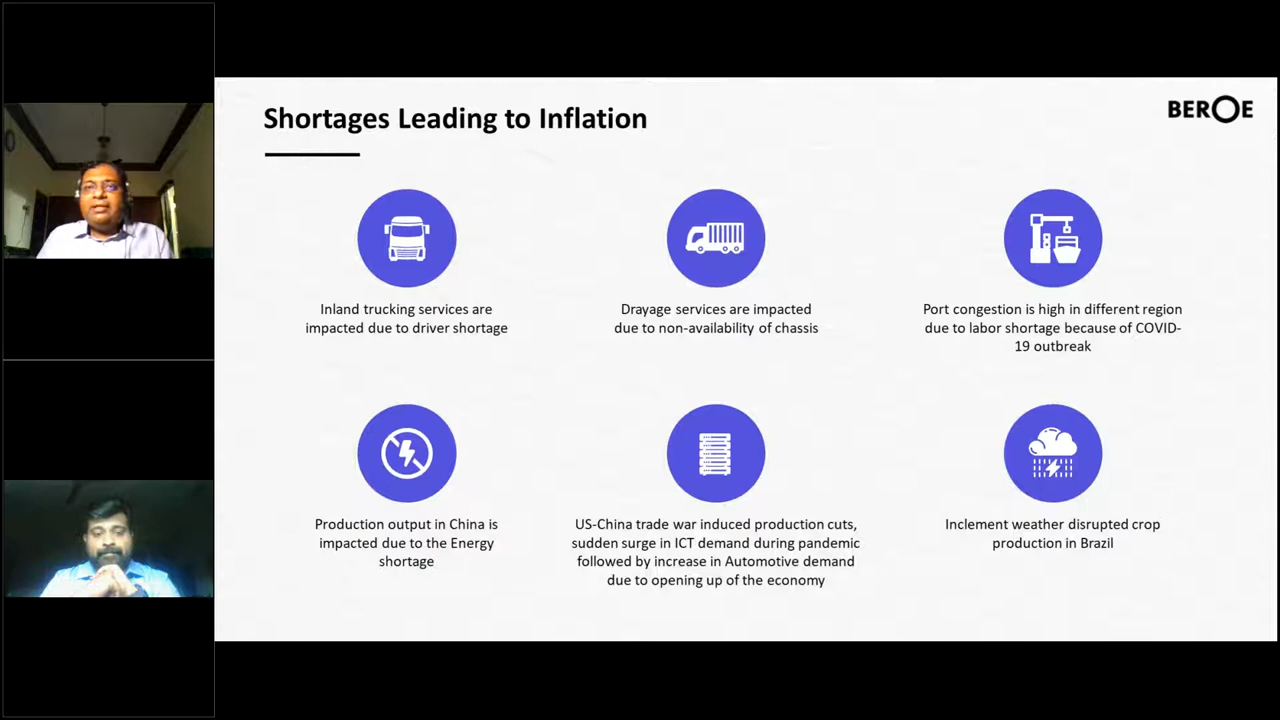 Shortages Leading to Inflation
BEROE
Inland trucking services are
impacted due to driver shortage
Drayage services are impacted
due to non-availability of chassis
Port congestion is high in different region
due to labor shortage because of COVID-
19 outbreak
Production output in China is
impacted due to the Energy
shortage
US-China trade war induced production cuts,
sudden surge in ICT demand during pandemic
followed by increase in Automotive demand
due to opening up of the economy
Inclement weather disrupted crop
production in Brazil